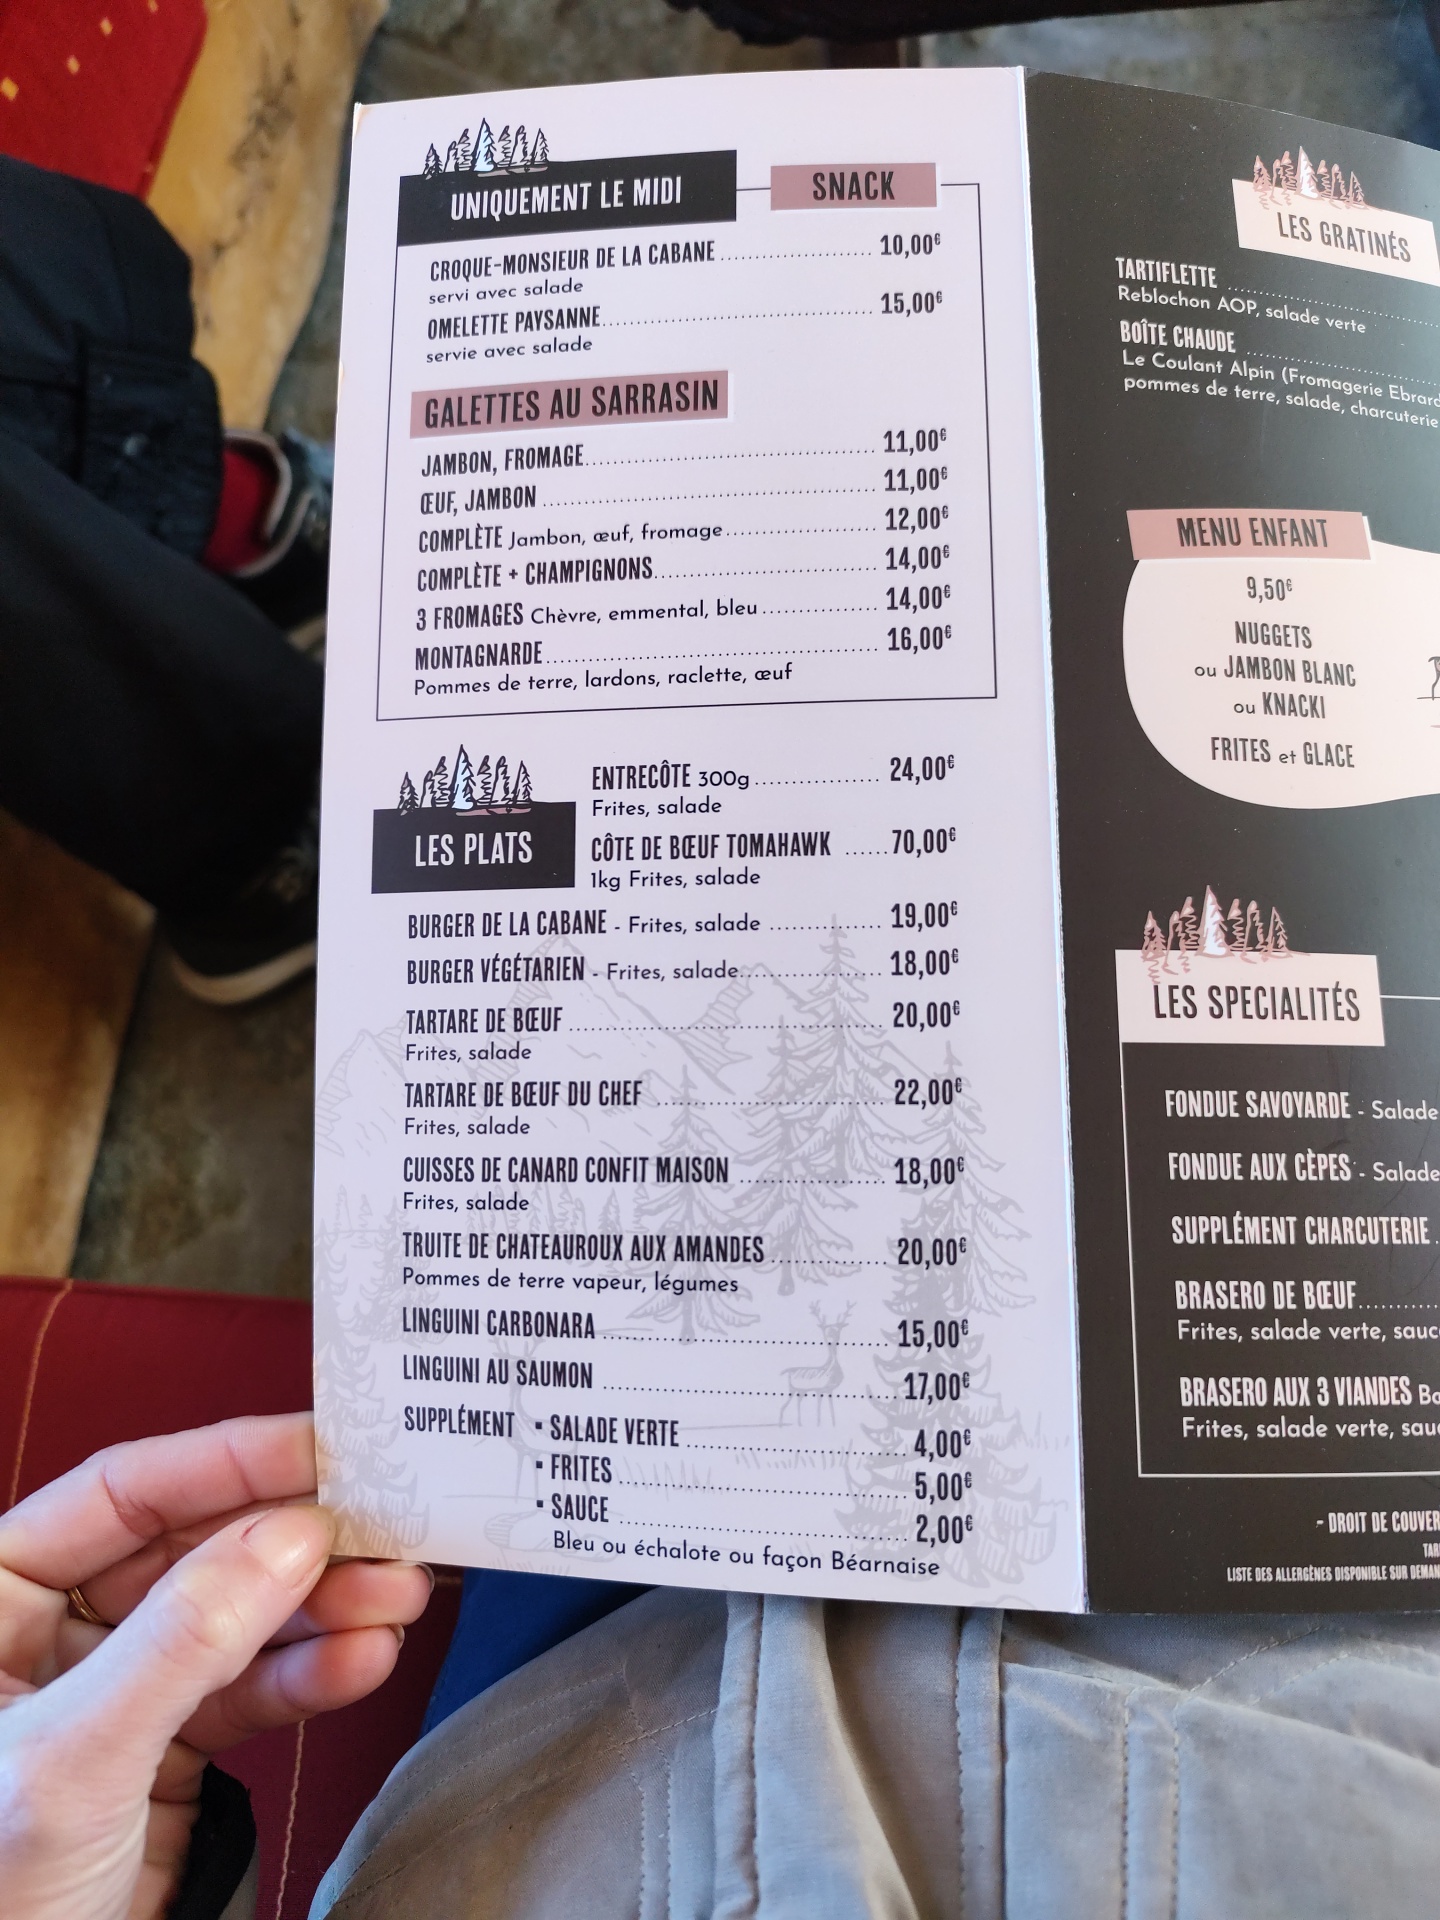 UNIQUEMENT LE MIDI
SNACK
CROQUE-MONSIEUR DE LA CABANE ........ 10,00€
servi avec salade
OMELETTE PAYSANNE ........ 15,00€
servie avec salade
GALETTES AU SARRASIN
JAMBON, FROMAGE ........ 11,00€
ŒUF, JAMBON ........ 11,00€
COMPLÈTE Jambon, œuf, fromage ........ 12,00€
COMPLÈTE + CHAMPIGNONS ........ 14,00€
3 FROMAGES Chèvre, emmental, bleu ........ 14,00€
MONTAGNARDE ........ 16,00€
Pommes de terre, lardons, raclette, œuf
LES PLATS
ENTRECÔTE 300g ........ 24,00€
Frites, salade
CÔTE DE BŒUF TOMAHAWK ...... 70,00€
1kg Frites, salade
BURGER DE LA CABANE - Frites, salade ........ 19,00€
BURGER VÉGÉTARIEN - Frites, salade ........ 18,00€
TARTARE DE BŒUF ........ 20,00€
Frites, salade
TARTARE DE BŒUF DU CHEF ........ 22,00€
Frites, salade
CUISSES DE CANARD CONFIT MAISON ........ 18,00€
Frites, salade
TRUITE DE CHATEAUROUX AUX AMANDES ........ 20,00€
Pommes de terre vapeur, légumes
LINGUINI CARBONARA ........ 15,00€
LINGUINI AU SAUMON ........ 17,00€
SUPPLÉMENT ▪ SALADE VERTE ........ 4,00€
▪ FRITES ........ 5,00€
▪ SAUCE ........ 2,00€
Bleu ou échalote ou façon Béarnaise
LES GRATINÉS
TARTIFLETTE
Reblochon AOP, salade verte
BOÎTE CHAUDE
Le Coulant Alpin (Fromagerie Ebrard
pommes de terre, salade, charcuterie
MENU ENFANT
9,50€
NUGGETS
ou JAMBON BLANC
ou KNACKI
FRITES et GLACE
LES SPECIALITÉS
FONDUE SAVOYARDE - Salade
FONDUE AUX CÈPES - Salade
SUPPLÉMENT CHARCUTERIE
BRASERO DE BŒUF
Frites, salade verte, sauc
BRASERO AUX 3 VIANDES
Frites, salade verte, sau
- DROIT DE COUVER
TAR
LISTE DES ALLERGÈNES DISPONIBLE SUR DEMAN